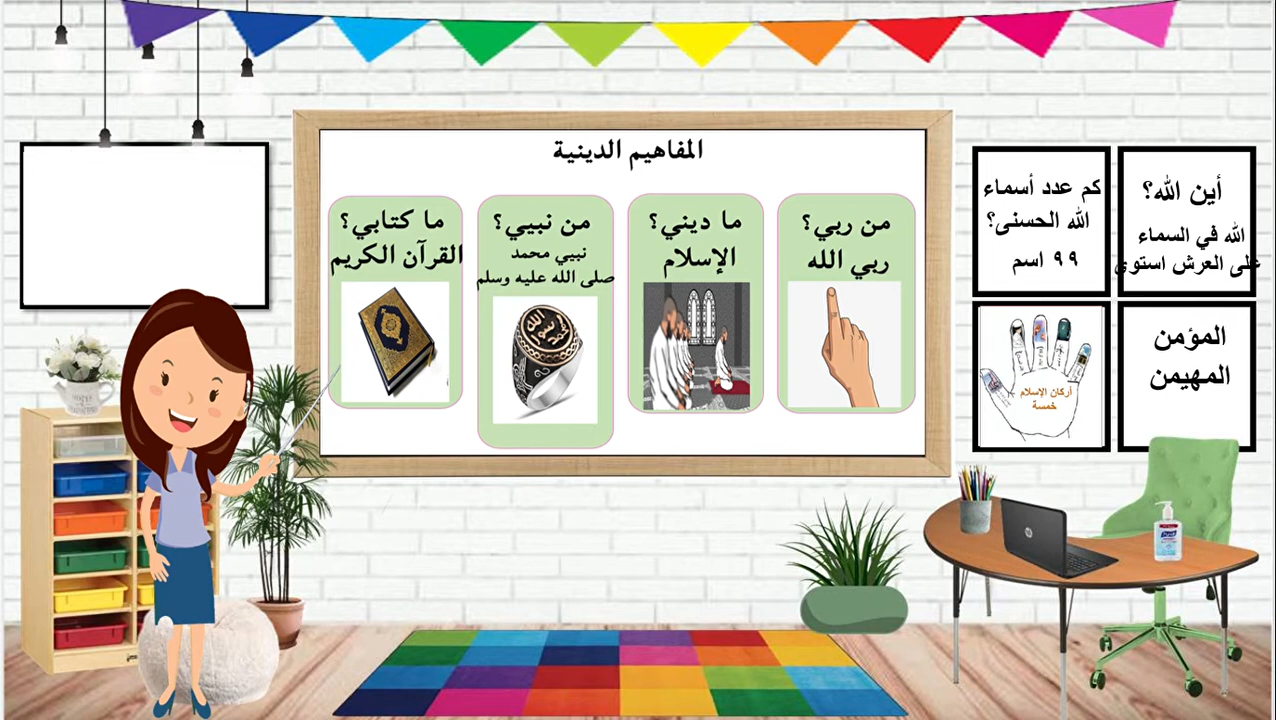 المفاهيم الدينية
من ربي؟
ربي الله
ما ديني؟
الإسلام
من نبيي؟
نبيي محمد
صلى الله عليه وسلم
ما كتابي؟
القرآن الكريم
أين الله؟
الله في السماء
على العرش استوى
كم عدد أسماء
الله الحسنى؟
٩٩ اسم
المؤمن
المهيمن
أركان الإسلام
خمسة